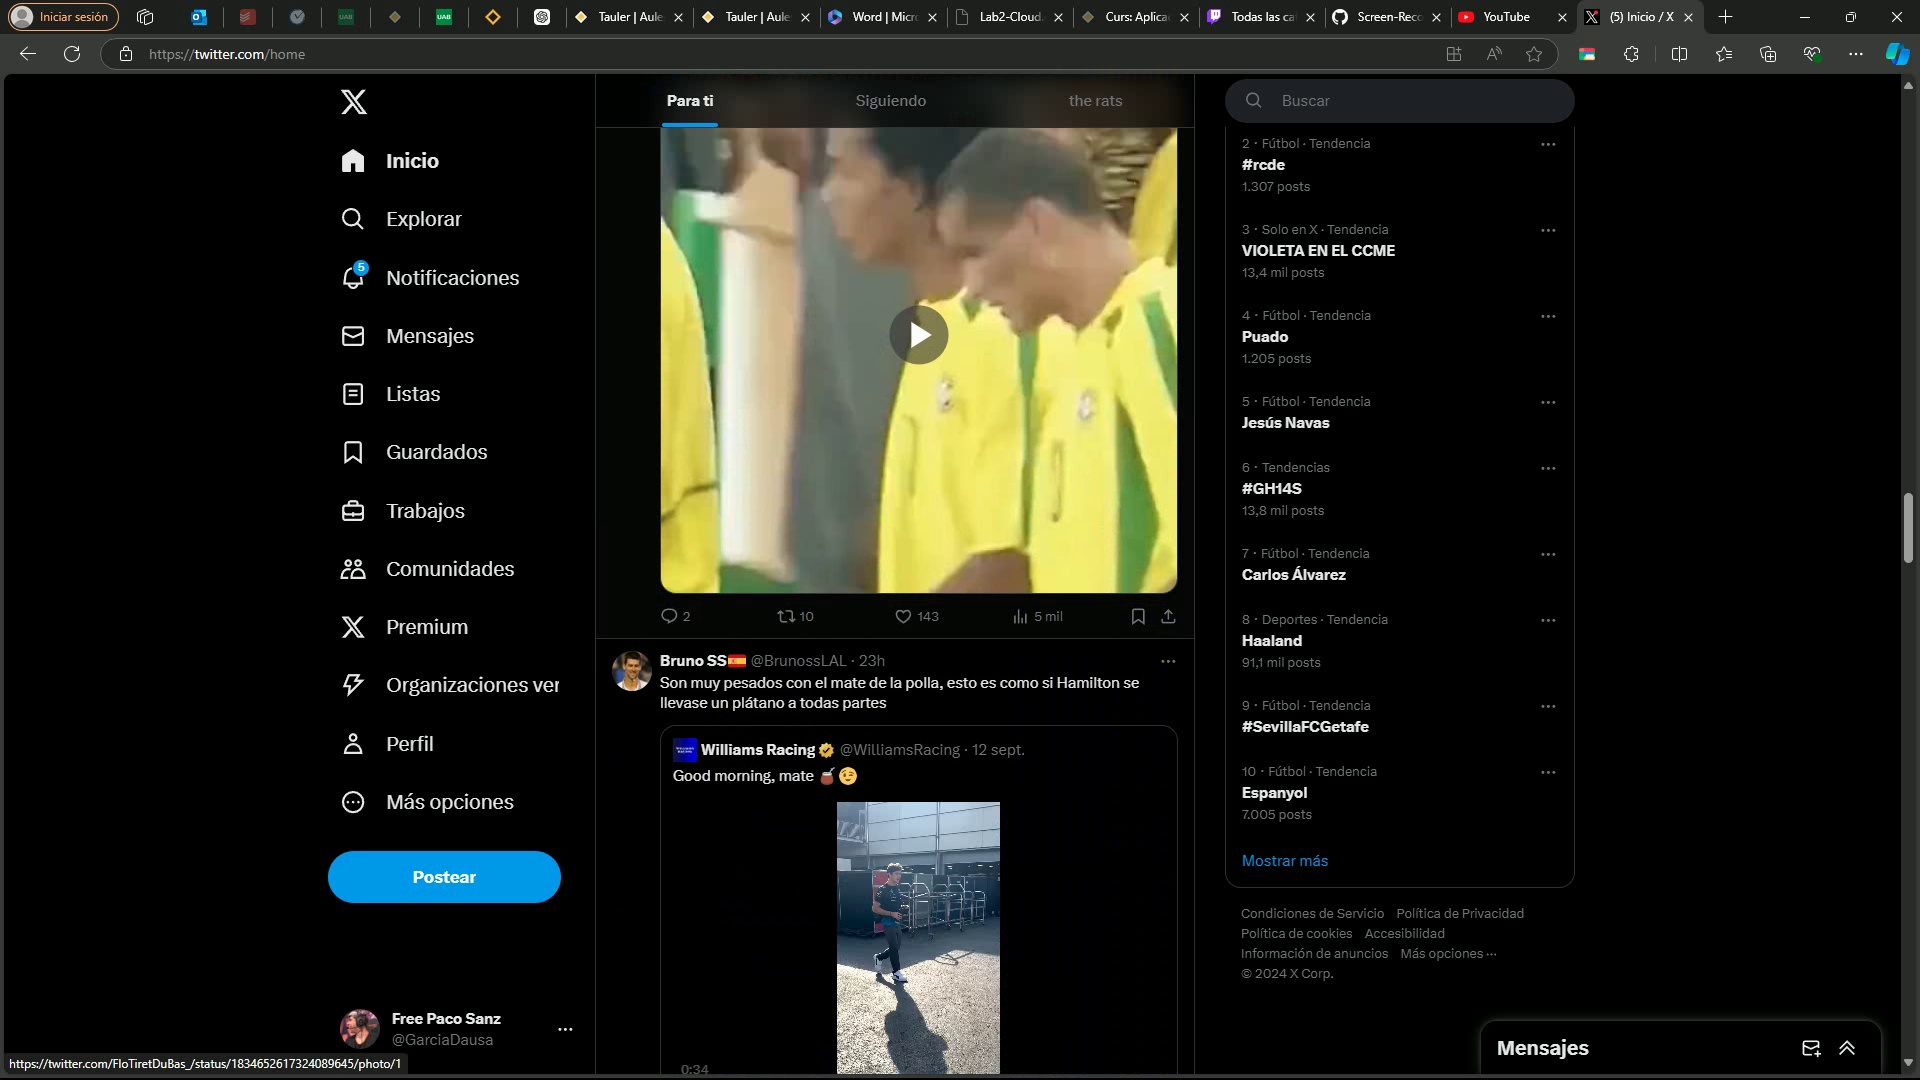 Iniciar sesión
Tauler | Aule
Tauler | Aule
Word | Micr
Lab2-Cloud
Curs: Aplica
Todas las ca
Screen-Reco
YouTube
(5) Inicio / X
https://twitter.com/home
Para ti
Siguiendo
the rats
Buscar
Inicio
Explorar
5
Notificaciones
Mensajes
Listas
Guardados
Trabajos
Comunidades
Premium
Organizaciones ver
Perfil
Más opciones
Postear
Free Paco Sanz
@GarciaDausa
https://twitter.com/FloTiretDuBas_/status/1834652617324089645/photo/1
2
10
143
5 mil
Bruno SS @BrunossLAL · 23h
Son muy pesados con el mate de la polla, esto es como si Hamilton se
llevase un plátano a todas partes
Williams Racing @WilliamsRacing · 12 sept.
Good morning, mate
0:34
2 · Fútbol · Tendencia
#rcde
1.307 posts
3 · Solo en X · Tendencia
VIOLETA EN EL CCME
13,4 mil posts
4 · Fútbol · Tendencia
Puado
1.205 posts
5 · Fútbol · Tendencia
Jesús Navas
6 · Tendencias
#GH14S
13,8 mil posts
7 · Fútbol · Tendencia
Carlos Álvarez
8 · Deportes · Tendencia
Haaland
91,1 mil posts
9 · Fútbol · Tendencia
#SevillaFCGetafe
10 · Fútbol · Tendencia
Espanyol
7.005 posts
Mostrar más
Condiciones de Servicio Política de Privacidad
Política de cookies Accesibilidad
Información de anuncios Más opciones ···
© 2024 X Corp.
Mensajes